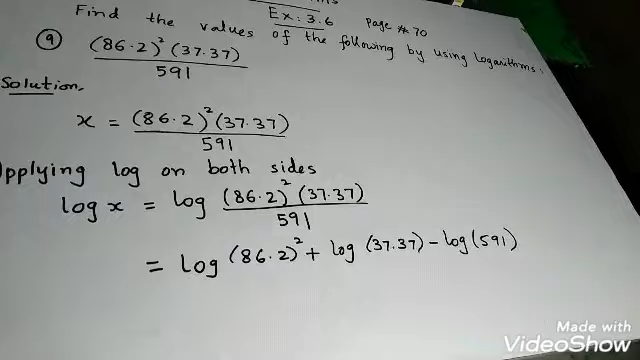 Ex: 3.6 page # 70
Find the values of the following by using logarithms:
9 (86.2)² (37.37) / 591
Solution.
x = (86.2)² (37.37) / 591
pplying log on both sides
log x = log (86.2)² (37.37) / 591
= log (86.2)² + log (37.37) - log (591)
Made with
VideoShow